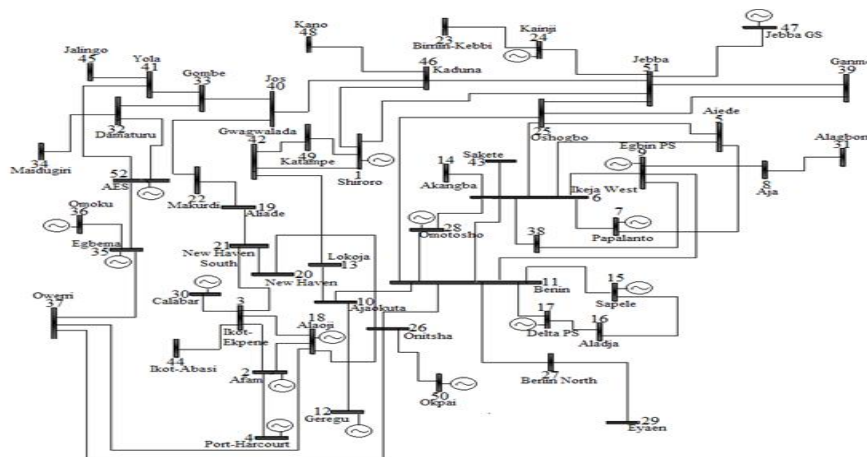 Jalingo
45
Yola
41
Gombe
33
Jos
40
Kano
48
46
Kaduna
23
Birnin-Kebbi
Kainji
24
47
Jebba GS
Jebba
51
Ganmo
39
32
Damaturu
34
Maidugiri
Gwagwalada
42
49
Katampe
1
Shiroro
25
Oshogbo
Aiede
5
Egbin PS
9
Alagbon
31
8
Aja
Sakete
43
14
Akangba
Ikeja West
6
28
Omotosho
38
7
Papalanto
52
AES
Omoku
36
Egbema
35
22
Makurdi
19
Aliade
21
New Haven
South
20
New Haven
Lokoja
13
Owerri
37
30
Calabar
3
Ikot-
Ekpene
18
Alaoji
10
Ajaokuta
26
Onitsha
11
Benin
15
Sapele
17
Delta PS
16
Aladja
44
Ikot-Abasi
2
Afam
12
Geregu
4
Port-Harcourt
50
Okpai
27
Benin North
29
Eyaen